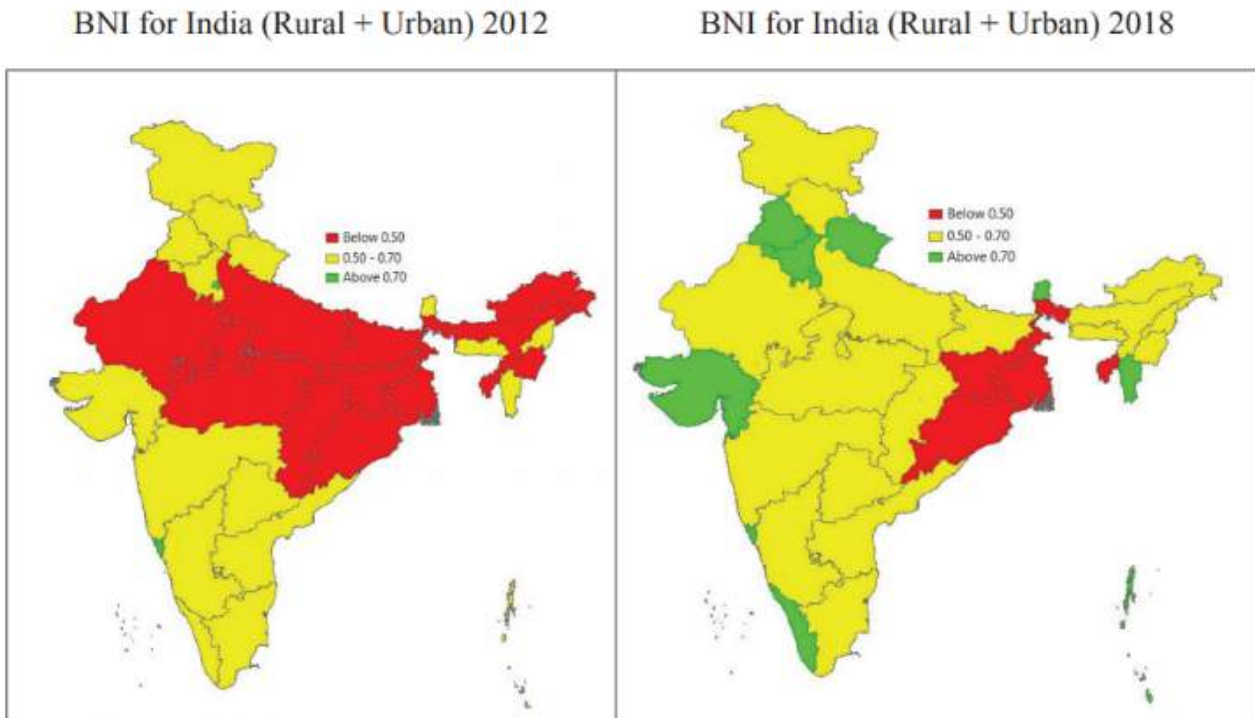 BNI for India (Rural + Urban) 2012
BNI for India (Rural + Urban) 2018
Below 0.50
0.50 - 0.70
Above 0.70
Below 0.50
0.50 - 0.70
Above 0.70